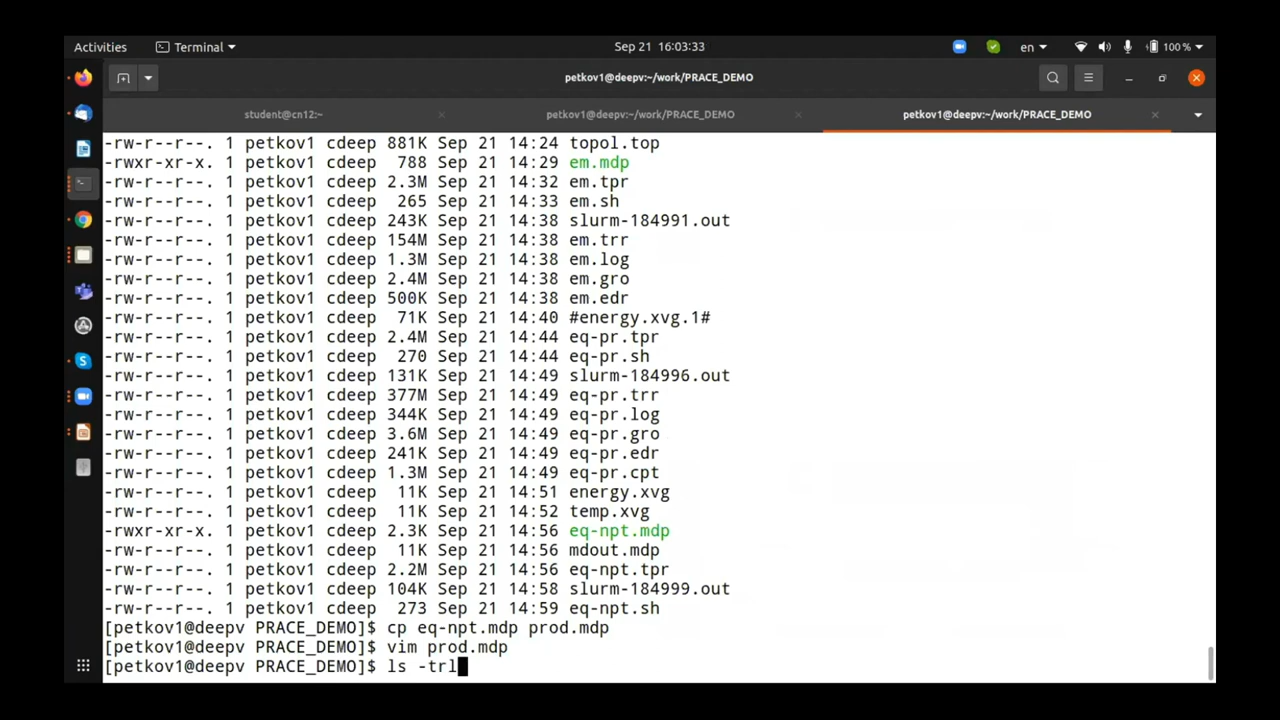 Activities Terminal Sep 21 16:03:33 en 100 %
petkov1@deepv:~/work/PRACE_DEMO
student@cn12:~ petkov1@deepv:~/work/PRACE_DEMO petkov1@deepv:~/work/PRACE_DEMO
-rw-r--r--. 1 petkov1 cdeep 881K Sep 21 14:24 topol.top
-rwxr-xr-x. 1 petkov1 cdeep 788 Sep 21 14:29 em.mdp
-rw-r--r--. 1 petkov1 cdeep 2.3M Sep 21 14:32 em.tpr
-rw-r--r--. 1 petkov1 cdeep 265 Sep 21 14:33 em.sh
-rw-r--r--. 1 petkov1 cdeep 243K Sep 21 14:38 slurm-184991.out
-rw-r--r--. 1 petkov1 cdeep 154M Sep 21 14:38 em.trr
-rw-r--r--. 1 petkov1 cdeep 1.3M Sep 21 14:38 em.log
-rw-r--r--. 1 petkov1 cdeep 2.4M Sep 21 14:38 em.gro
-rw-r--r--. 1 petkov1 cdeep 500K Sep 21 14:38 em.edr
-rw-r--r--. 1 petkov1 cdeep 71K Sep 21 14:40 #energy.xvg.1#
-rw-r--r--. 1 petkov1 cdeep 2.4M Sep 21 14:44 eq-pr.tpr
-rw-r--r--. 1 petkov1 cdeep 270 Sep 21 14:44 eq-pr.sh
-rw-r--r--. 1 petkov1 cdeep 131K Sep 21 14:49 slurm-184996.out
-rw-r--r--. 1 petkov1 cdeep 377M Sep 21 14:49 eq-pr.trr
-rw-r--r--. 1 petkov1 cdeep 344K Sep 21 14:49 eq-pr.log
-rw-r--r--. 1 petkov1 cdeep 3.6M Sep 21 14:49 eq-pr.gro
-rw-r--r--. 1 petkov1 cdeep 241K Sep 21 14:49 eq-pr.edr
-rw-r--r--. 1 petkov1 cdeep 1.3M Sep 21 14:49 eq-pr.cpt
-rw-r--r--. 1 petkov1 cdeep 11K Sep 21 14:51 energy.xvg
-rw-r--r--. 1 petkov1 cdeep 11K Sep 21 14:52 temp.xvg
-rwxr-xr-x. 1 petkov1 cdeep 2.3K Sep 21 14:56 eq-npt.mdp
-rw-r--r--. 1 petkov1 cdeep 11K Sep 21 14:56 mdout.mdp
-rw-r--r--. 1 petkov1 cdeep 2.2M Sep 21 14:56 eq-npt.tpr
-rw-r--r--. 1 petkov1 cdeep 104K Sep 21 14:58 slurm-184999.out
-rw-r--r--. 1 petkov1 cdeep 273 Sep 21 14:59 eq-npt.sh
[petkov1@deepv PRACE_DEMO]$ cp eq-npt.mdp prod.mdp
[petkov1@deepv PRACE_DEMO]$ vim prod.mdp
[petkov1@deepv PRACE_DEMO]$ ls -trl